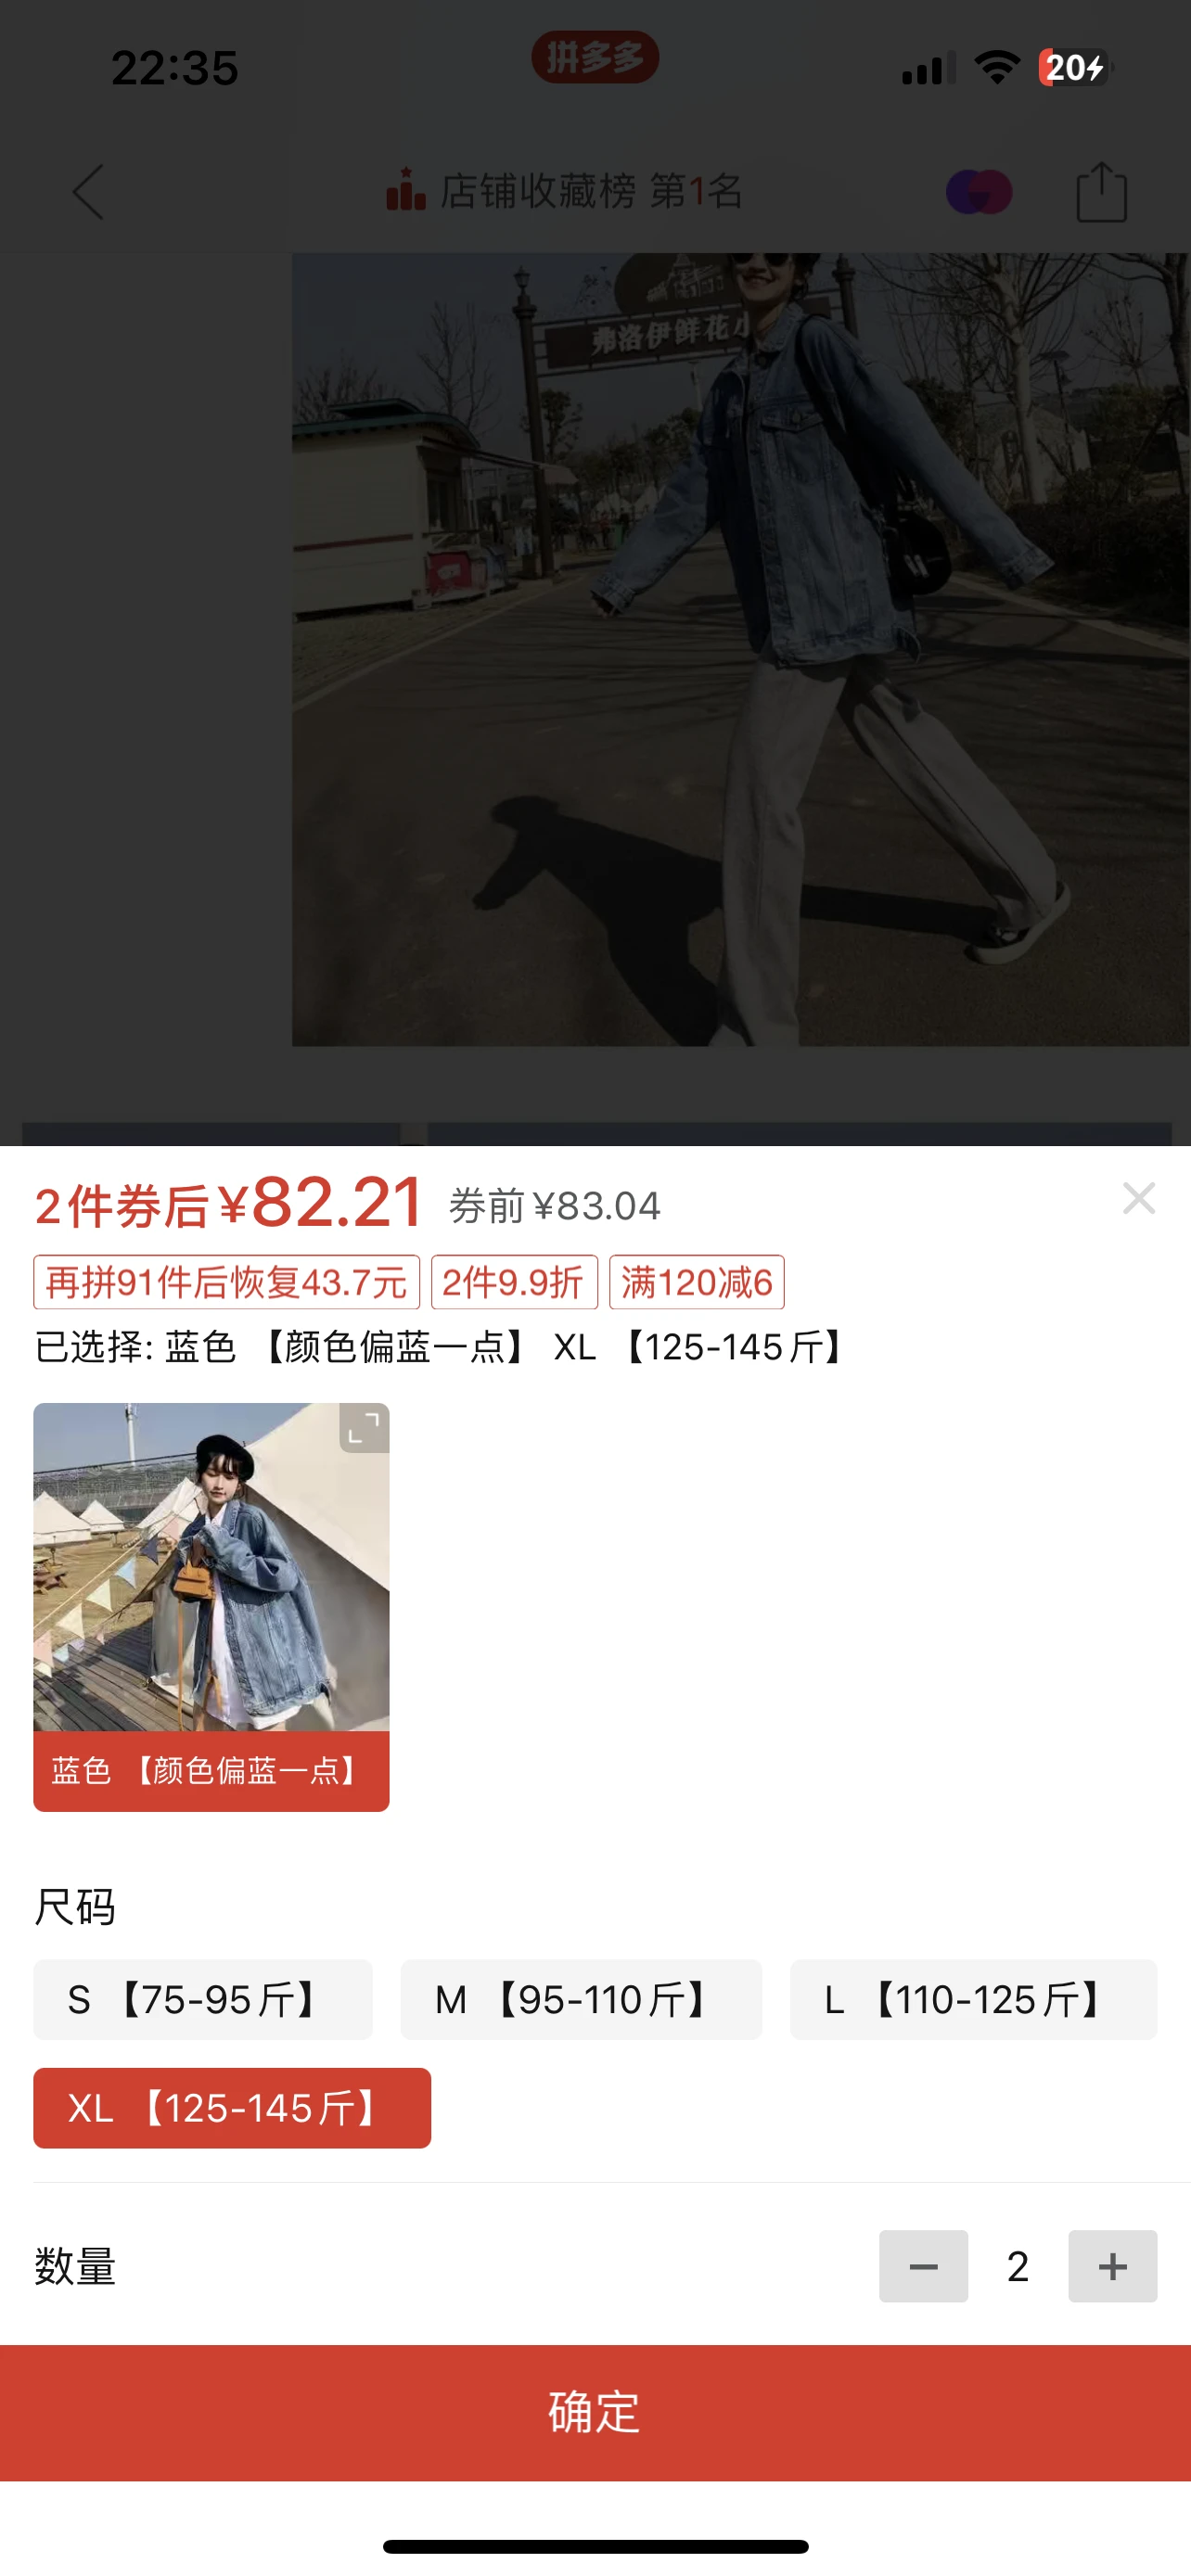 22:35
拼多多
20
店铺收藏榜 第1名
弗洛伊鲜花小
2件券后¥82.21 券前¥83.04
再拼91件后恢复43.7元 2件9.9折 满120减6
已选择: 蓝色 【颜色偏蓝一点】 XL 【125-145斤】
蓝色 【颜色偏蓝一点】
尺码
S 【75-95斤】 M 【95-110斤】 L 【110-125斤】
XL 【125-145斤】
数量
2
确定